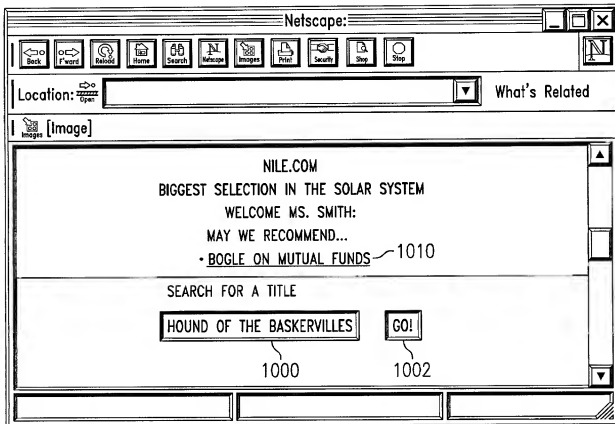 Netscape:
Back F'ward Reload Home Search Netscape Images Print Security Shop Stop N
Location: Open What's Related
Images [Image]
NILE.COM
BIGGEST SELECTION IN THE SOLAR SYSTEM
WELCOME MS. SMITH:
MAY WE RECOMMEND...
• BOGLE ON MUTUAL FUNDS 1010
SEARCH FOR A TITLE
HOUND OF THE BASKERVILLES GO!
1000 1002